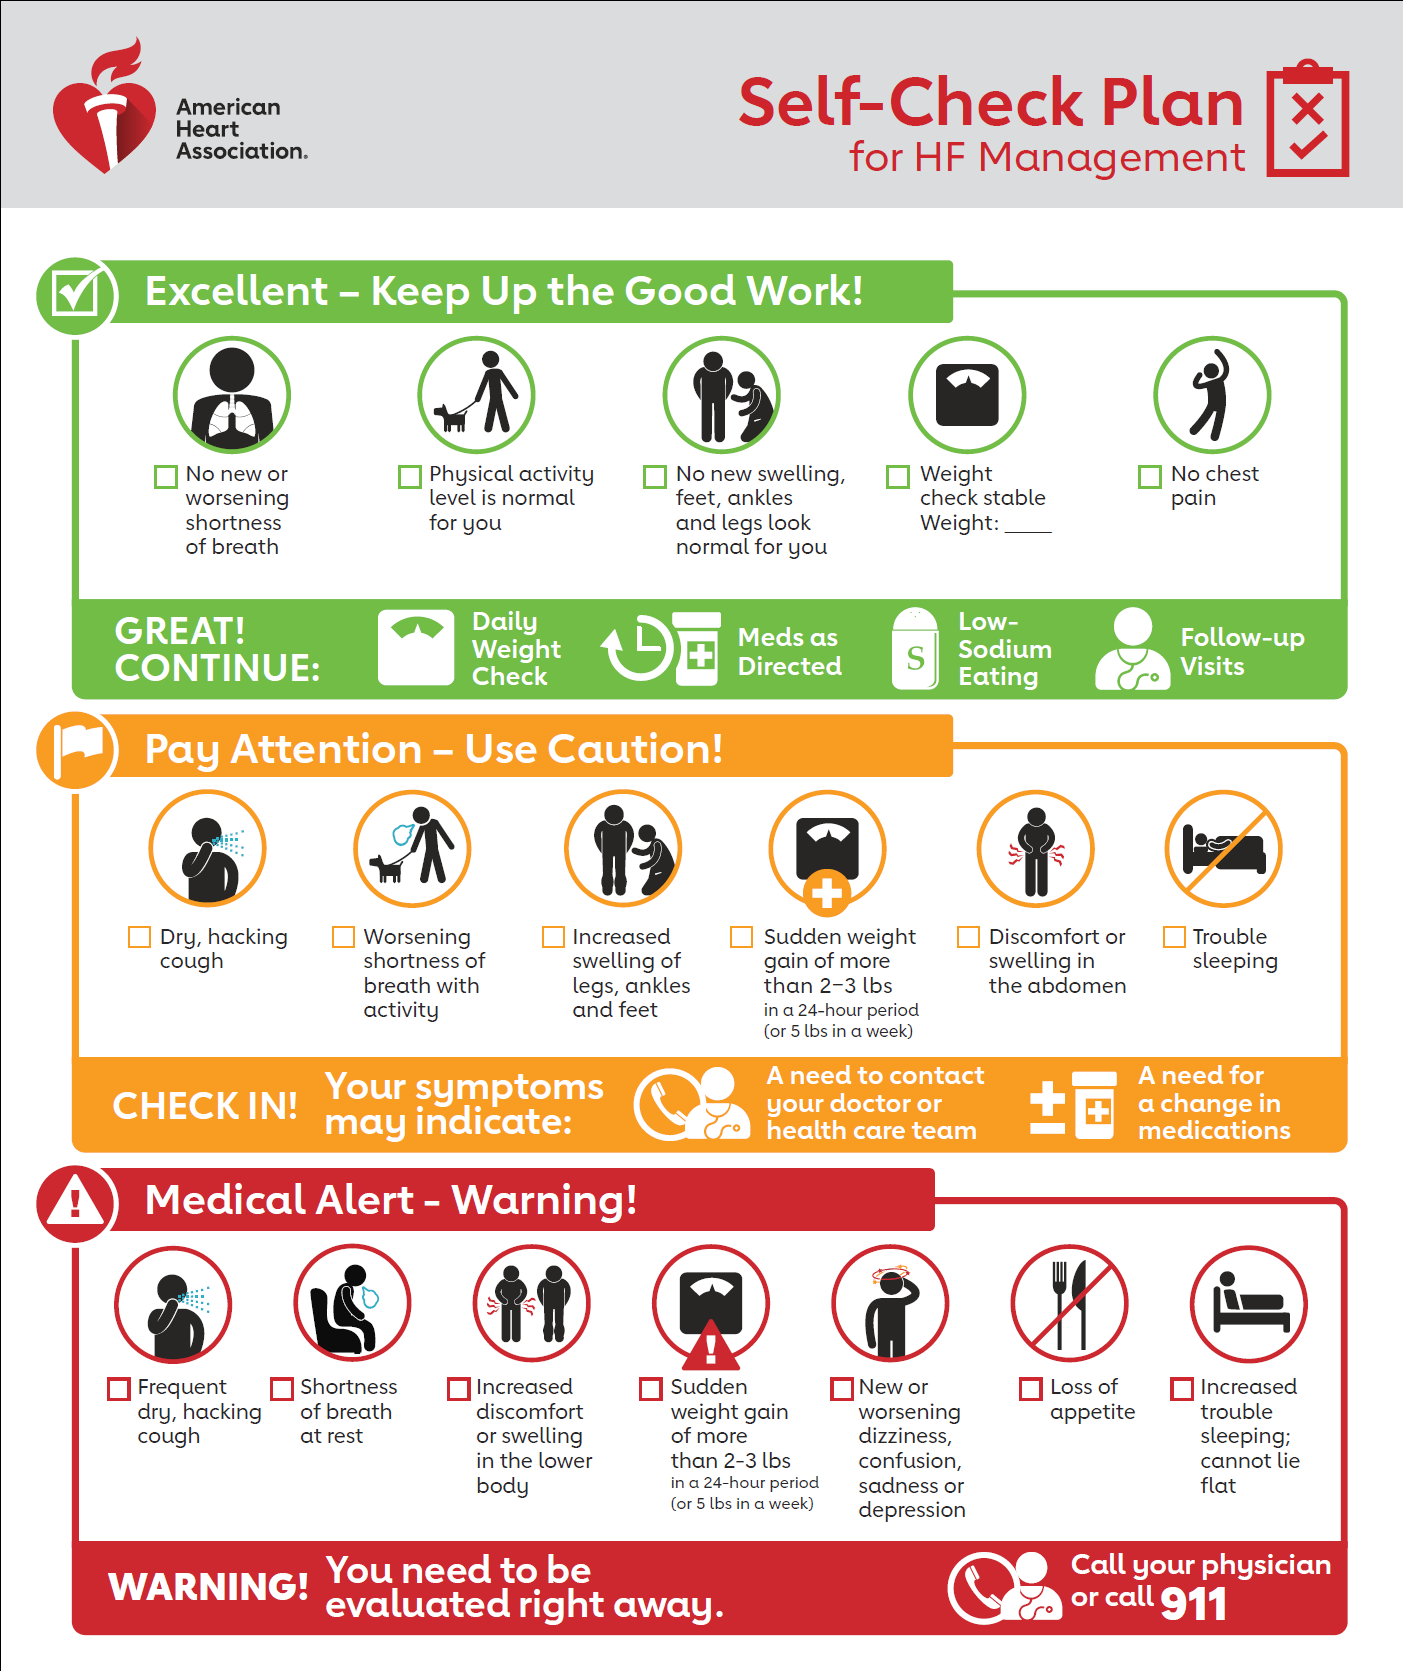 American
Heart
Association®
Self-Check Plan
for HF Management
Excellent – Keep Up the Good Work!
No new or
worsening
shortness
of breath
Physical activity
level is normal
for you
No new swelling,
feet, ankles
and legs look
normal for you
Weight
check stable
Weight: ____
No chest
pain
GREAT!
CONTINUE:
Daily
Weight
Check
Meds as
Directed
S
Low-
Sodium
Eating
Follow-up
Visits
Pay Attention – Use Caution!
Dry, hacking
cough
Worsening
shortness of
breath with
activity
Increased
swelling of
legs, ankles
and feet
Sudden weight
gain of more
than 2–3 lbs
in a 24-hour period
(or 5 lbs in a week)
Discomfort or
swelling in
the abdomen
Trouble
sleeping
CHECK IN!
Your symptoms
may indicate:
A need to contact
your doctor or
health care team
A need for
a change in
medications
Medical Alert – Warning!
Frequent
dry, hacking
cough
Shortness
of breath
at rest
Increased
discomfort
or swelling
in the lower
body
Sudden
weight gain
of more
than 2-3 lbs
in a 24-hour period
(or 5 lbs in a week)
New or
worsening
dizziness,
confusion,
sadness or
depression
Loss of
appetite
Increased
trouble
sleeping;
cannot lie
flat
WARNING!
You need to be
evaluated right away.
Call your physician
or call 911